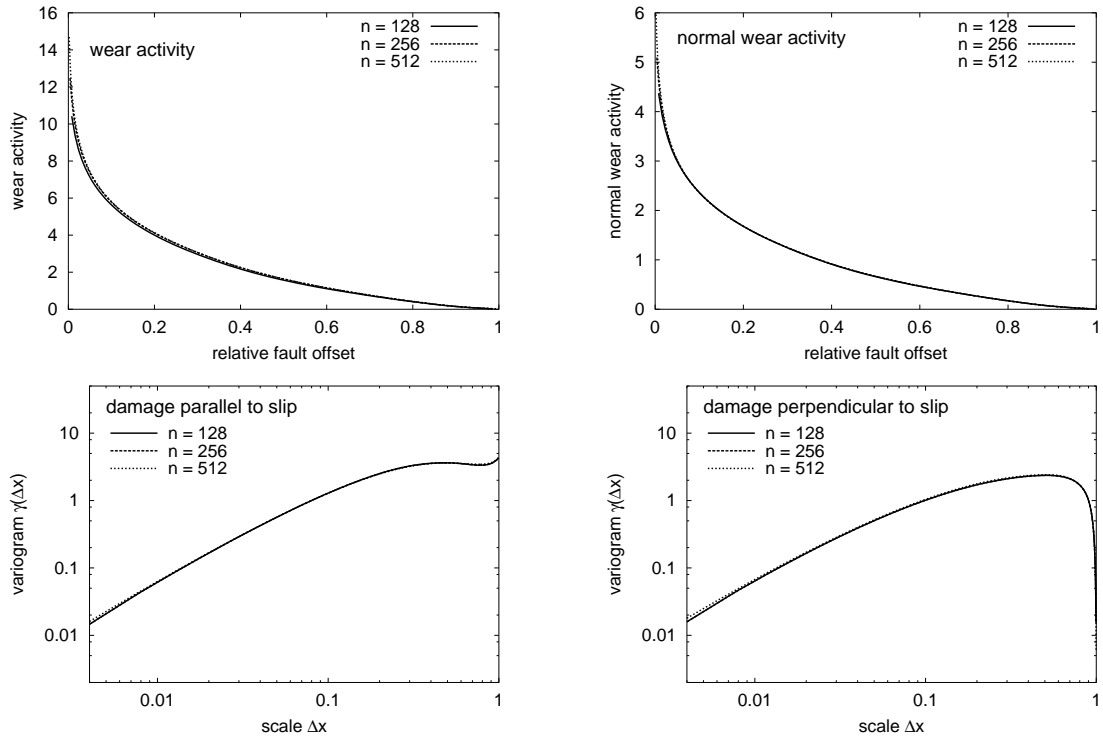 wear activity
n = 128
n = 256
n = 512
16
14
12
10
8
6
4
2
0
wear activity
0 0.2 0.4 0.6 0.8 1
relative fault offset
normal wear activity
n = 128
n = 256
n = 512
6
5
4
3
2
1
0
normal wear activity
0 0.2 0.4 0.6 0.8 1
relative fault offset
damage parallel to slip
n = 128
n = 256
n = 512
10
1
0.1
0.01
variogram γ(Δx)
0.01 0.1 1
scale Δx
damage perpendicular to slip
n = 128
n = 256
n = 512
10
1
0.1
0.01
variogram γ(Δx)
0.01 0.1 1
scale Δx